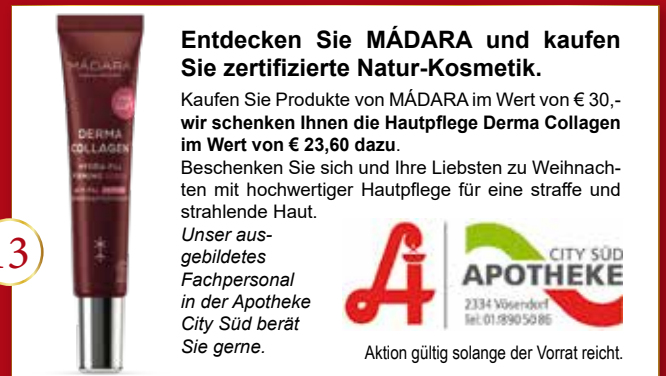 Entdecken Sie MÁDARA und kaufen
Sie zertifizierte Natur-Kosmetik.
Kaufen Sie Produkte von MÁDARA im Wert von € 30,-
wir schenken Ihnen die Hautpflege Derma Collagen
im Wert von € 23,60 dazu.
Beschenken Sie sich und Ihre Liebsten zu Weihnach-
ten mit hochwertiger Hautpflege für eine straffe und
strahlende Haut.
Unser aus-
gebildetes
Fachpersonal
in der Apotheke
City Süd berät
Sie gerne.
CITY SÜD
APOTHEKE
2334 Vösendorf
Tel: 01/890 50 86
Aktion gültig solange der Vorrat reicht.
MÁDARA
DERMA
COLLAGEN
HYDRA-FILL
FIRMING
13